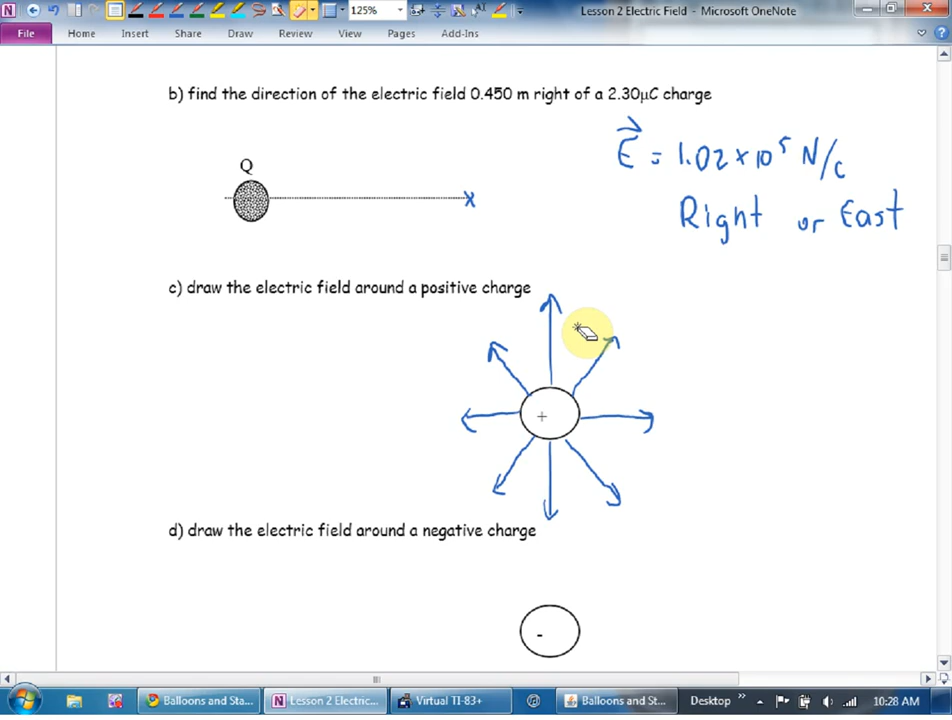 Lesson 2 Electric Field - Microsoft OneNote
125%
File Home Insert Share Draw Review View Pages Add-Ins
b) find the direction of the electric field 0.450 m right of a 2.30μC charge
E = 1.02 × 10⁵ N/C
Q
x
Right or East
c) draw the electric field around a positive charge
+
d) draw the electric field around a negative charge
-
Balloons and Sta... Lesson 2 Electric... Virtual TI-83+ Balloons and St... Desktop 10:28 AM